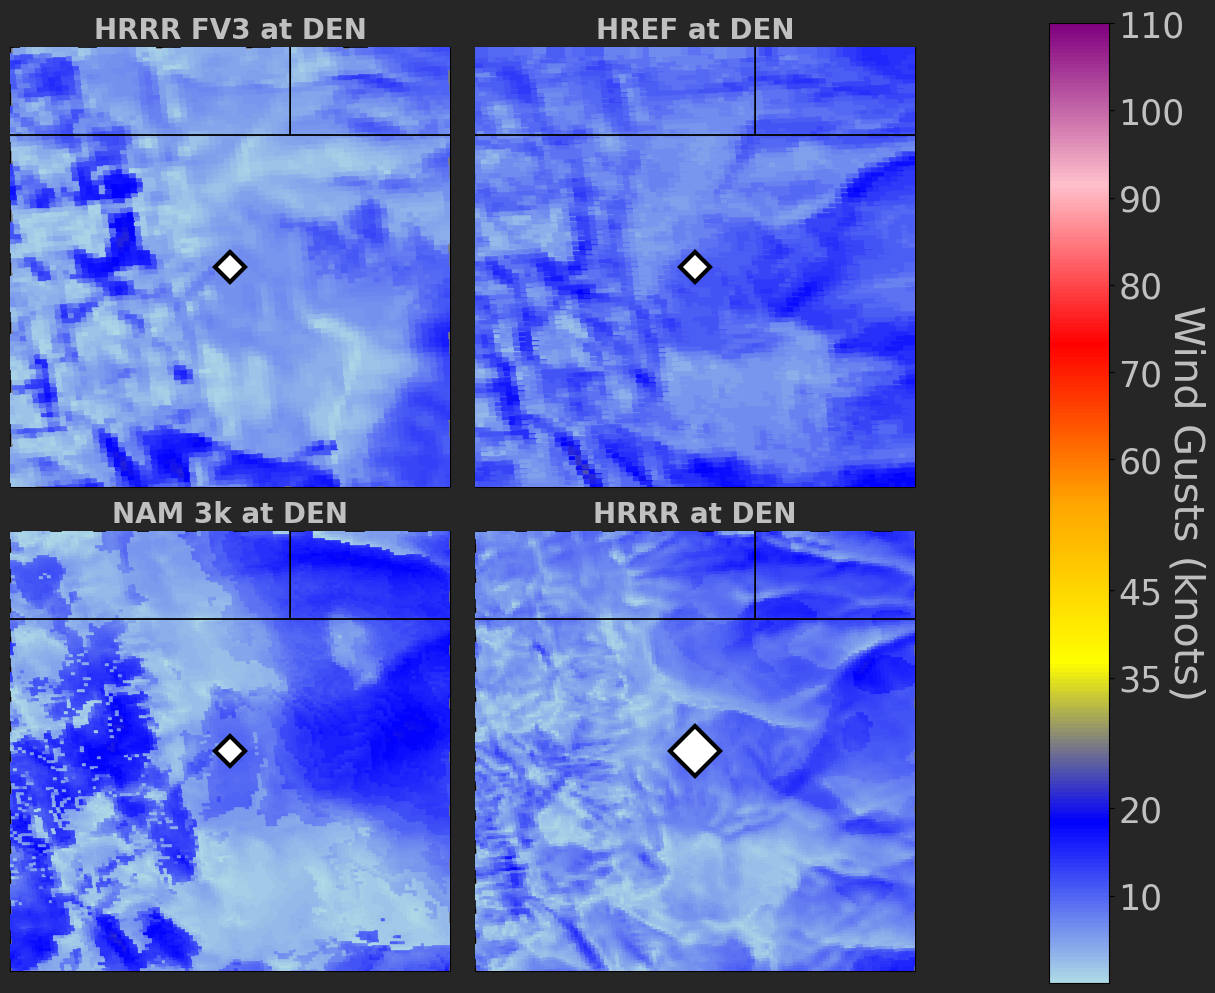 HRRR FV3 at DEN
HREF at DEN
NAM 3k at DEN
HRRR at DEN
110
100
90
80
70
60
45
35
20
10
Wind Gusts (knots)